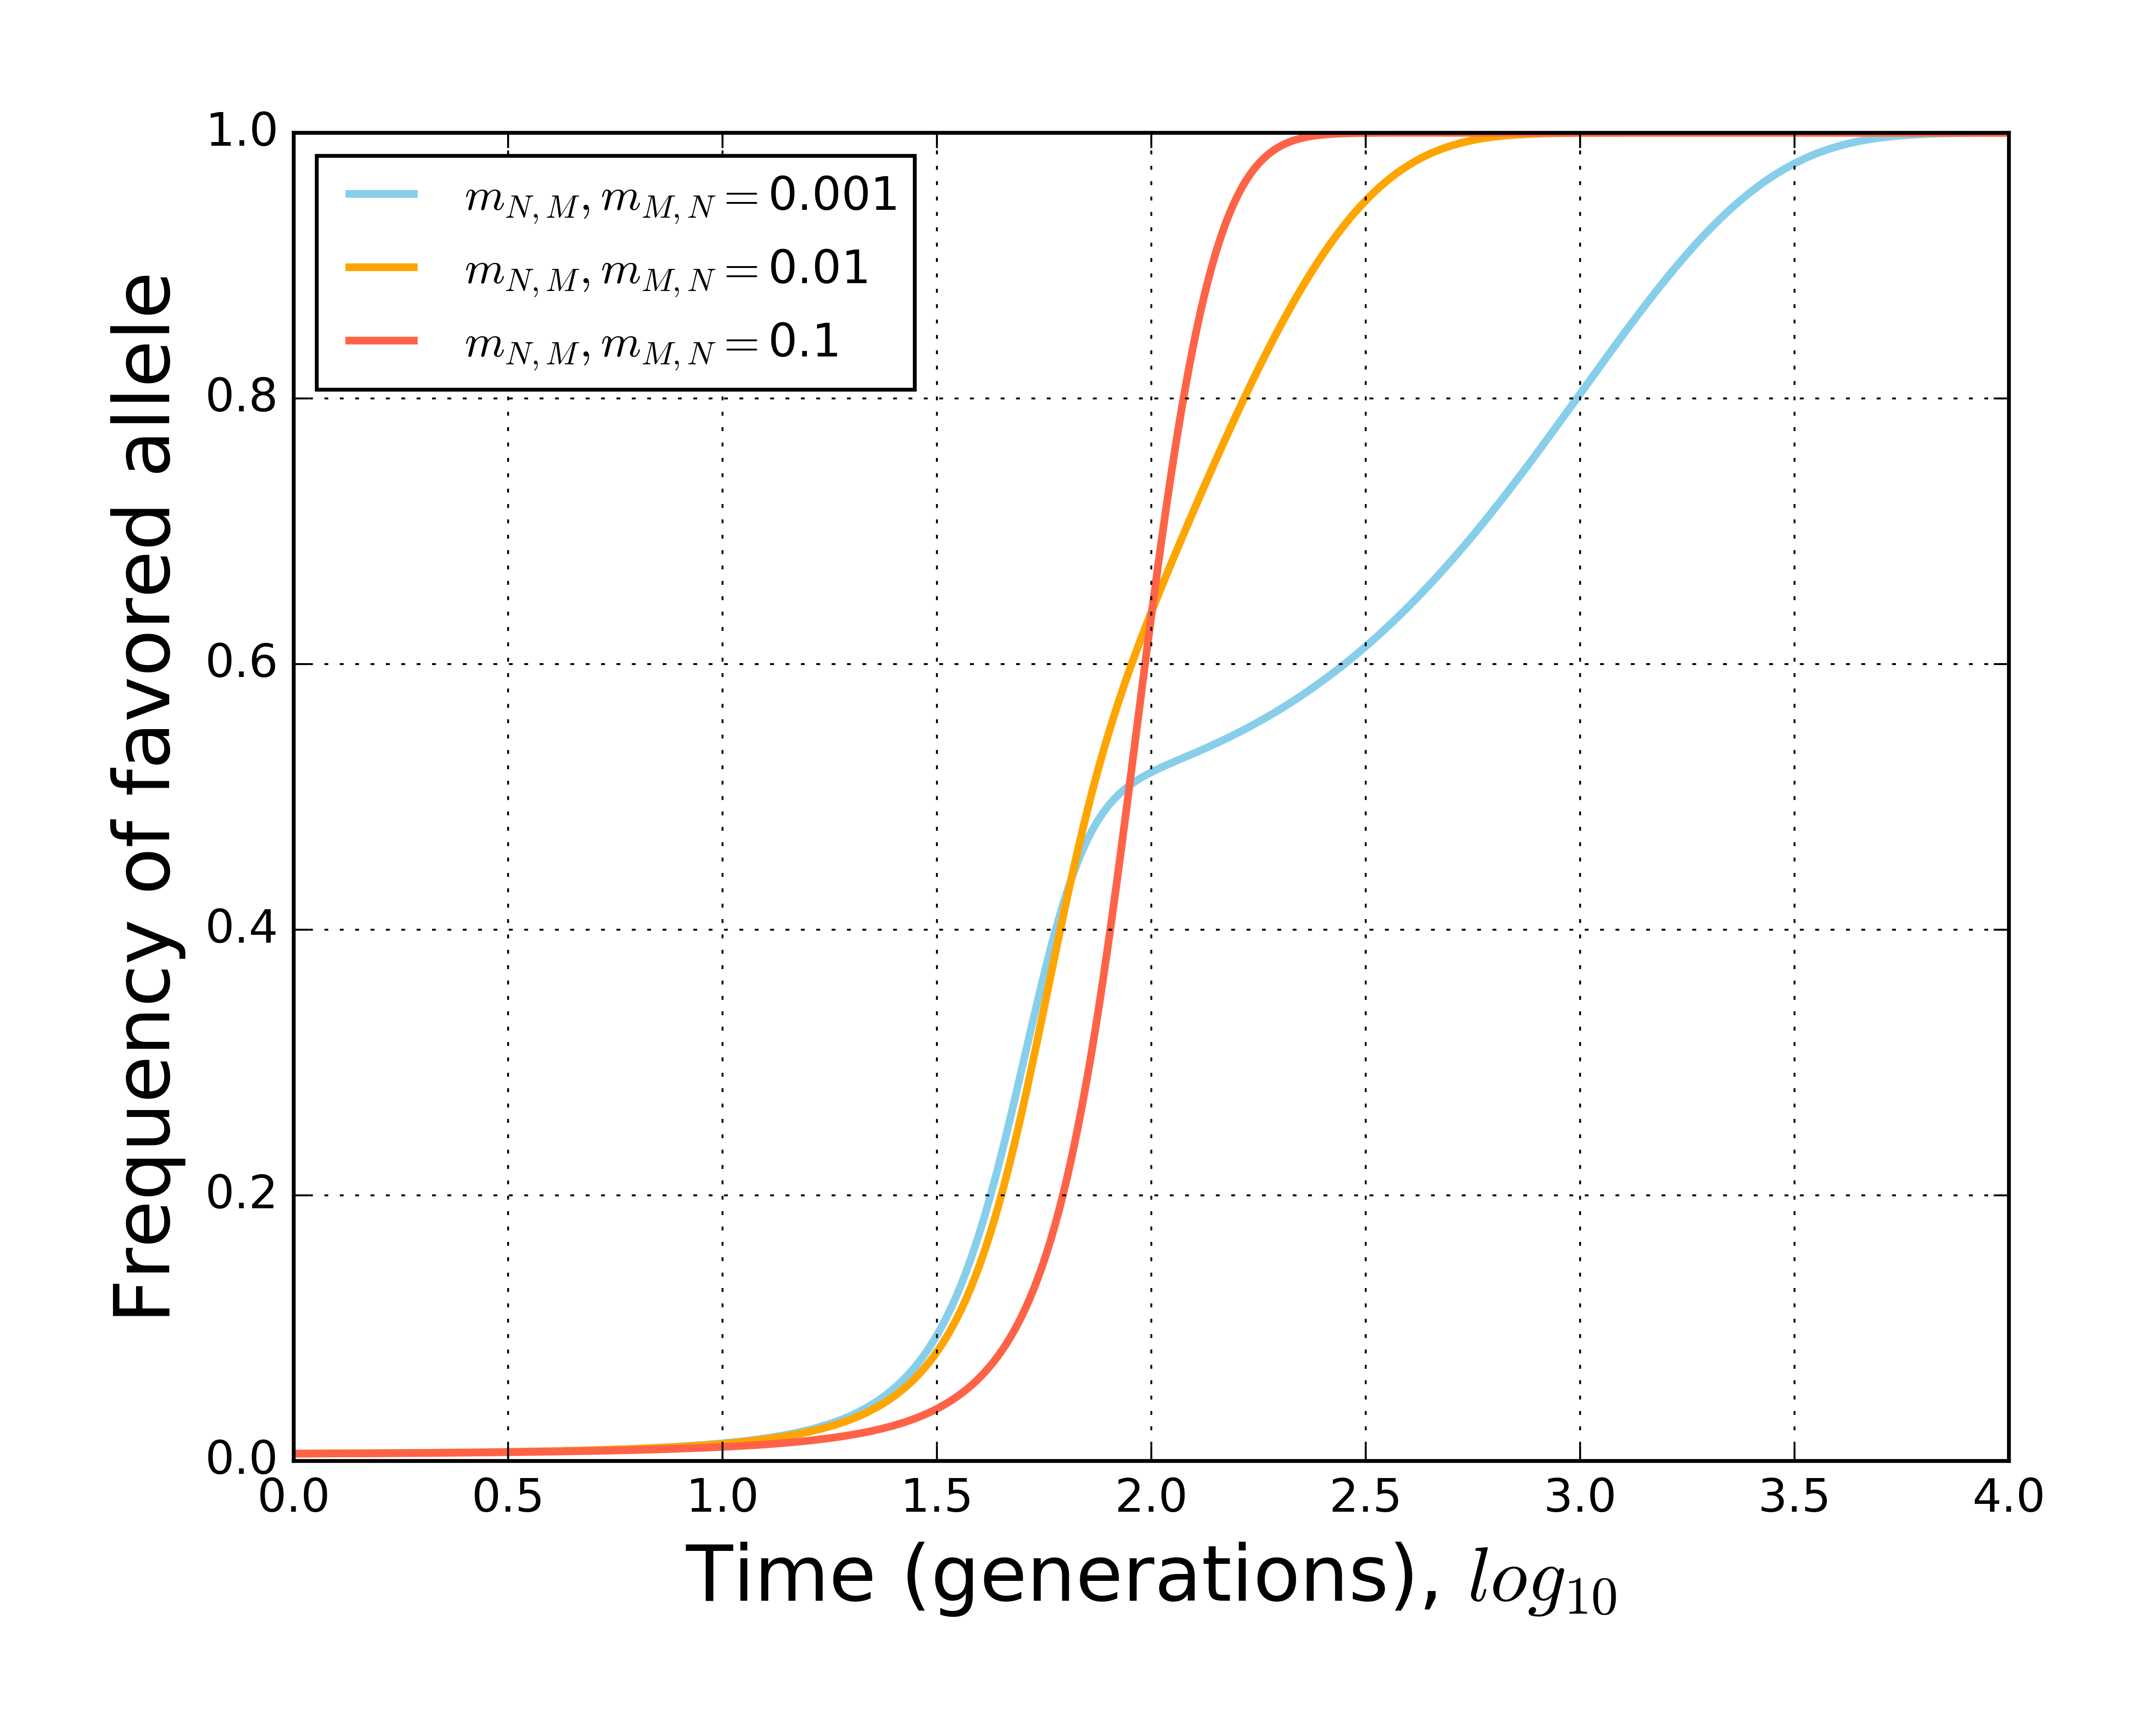 Frequency of favored allele
1.0
0.8
0.6
0.4
0.2
0.0
m_{N,M}, m_{M,N} = 0.001
m_{N,M}, m_{M,N} = 0.01
m_{N,M}, m_{M,N} = 0.1
0.0 0.5 1.0 1.5 2.0 2.5 3.0 3.5 4.0
Time (generations), log_{10}